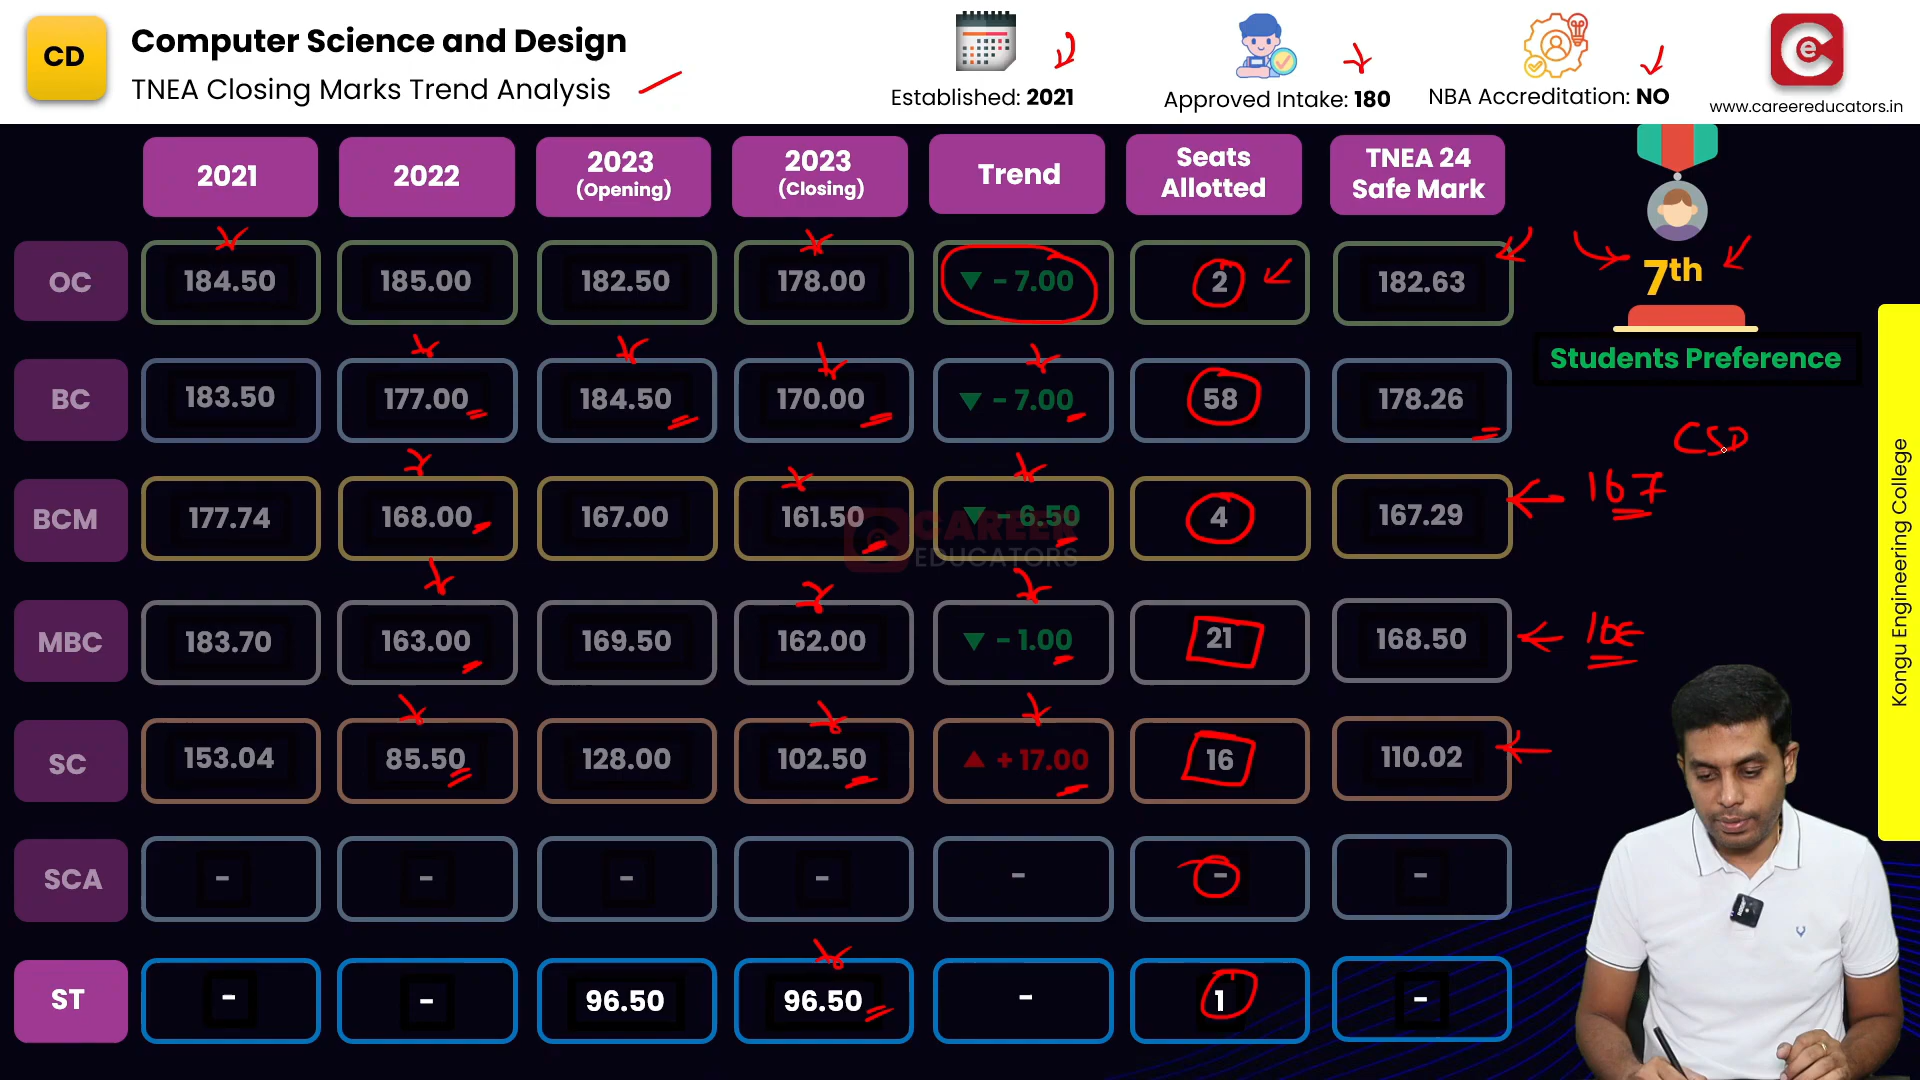 CD
Computer Science and Design
TNEA Closing Marks Trend Analysis
Established: 2021
Approved Intake: 180
NBA Accreditation: NO
e
www.careereducators.in
2021
2022
2023
(Opening)
2023
(Closing)
Trend
Seats
Allotted
TNEA 24
Safe Mark
OC
184.50
185.00
182.50
178.00
▼ - 7.00
2
182.63
7th
Students Preference
BC
183.50
177.00
184.50
170.00
▼ - 7.00
58
178.26
CSD
BCM
177.74
168.00
167.00
161.50
▼ - 6.50
4
167.29
167
CAREER
EDUCATORS
MBC
183.70
163.00
169.50
162.00
▼ - 1.00
21
168.50
SC
153.04
85.50
128.00
102.50
▲ + 17.00
16
110.02
SCA
-
-
-
-
-
-
-
ST
-
-
96.50
96.50
-
1
-
Kongu Engineering College